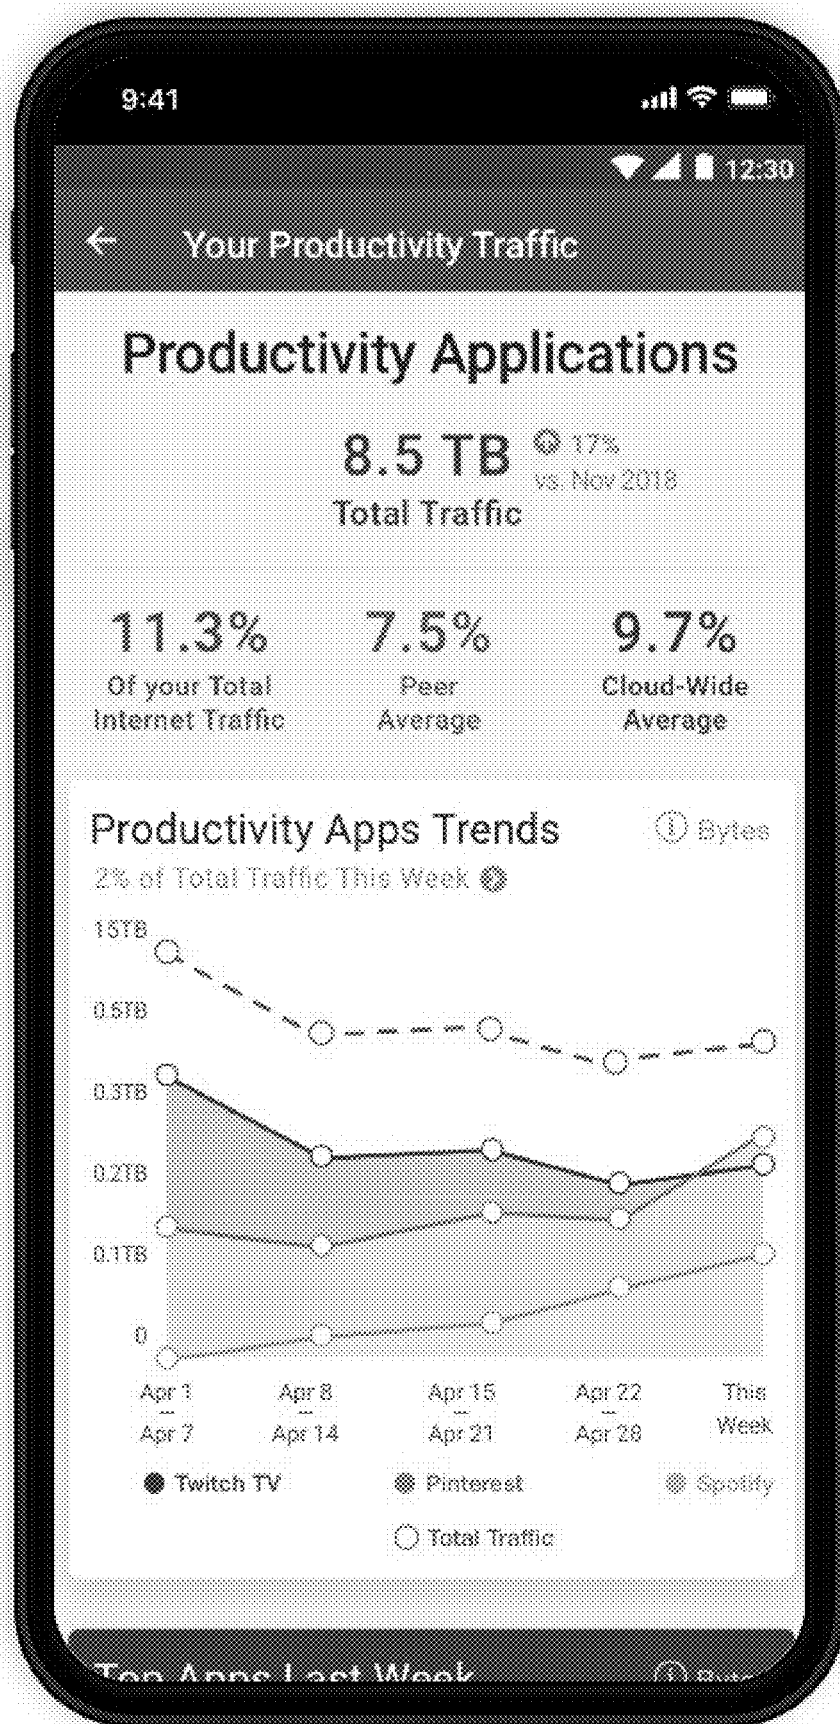 9:41
12:30
Your Productivity Traffic
Productivity Applications
8.5 TB
17%
vs. Nov 2018
Total Traffic
11.3%
Of your Total
Internet Traffic
7.5%
Peer
Average
9.7%
Cloud-Wide
Average
Productivity Apps Trends
Bytes
2% of Total Traffic This Week
15TB
0.5TB
0.3TB
0.2TB
0.1TB
0
Apr 1
–
Apr 7
Apr 8
–
Apr 14
Apr 15
–
Apr 21
Apr 22
–
Apr 28
This
Week
Twitch TV
Pinterest
Spotify
Total Traffic
Top Apps Last Week